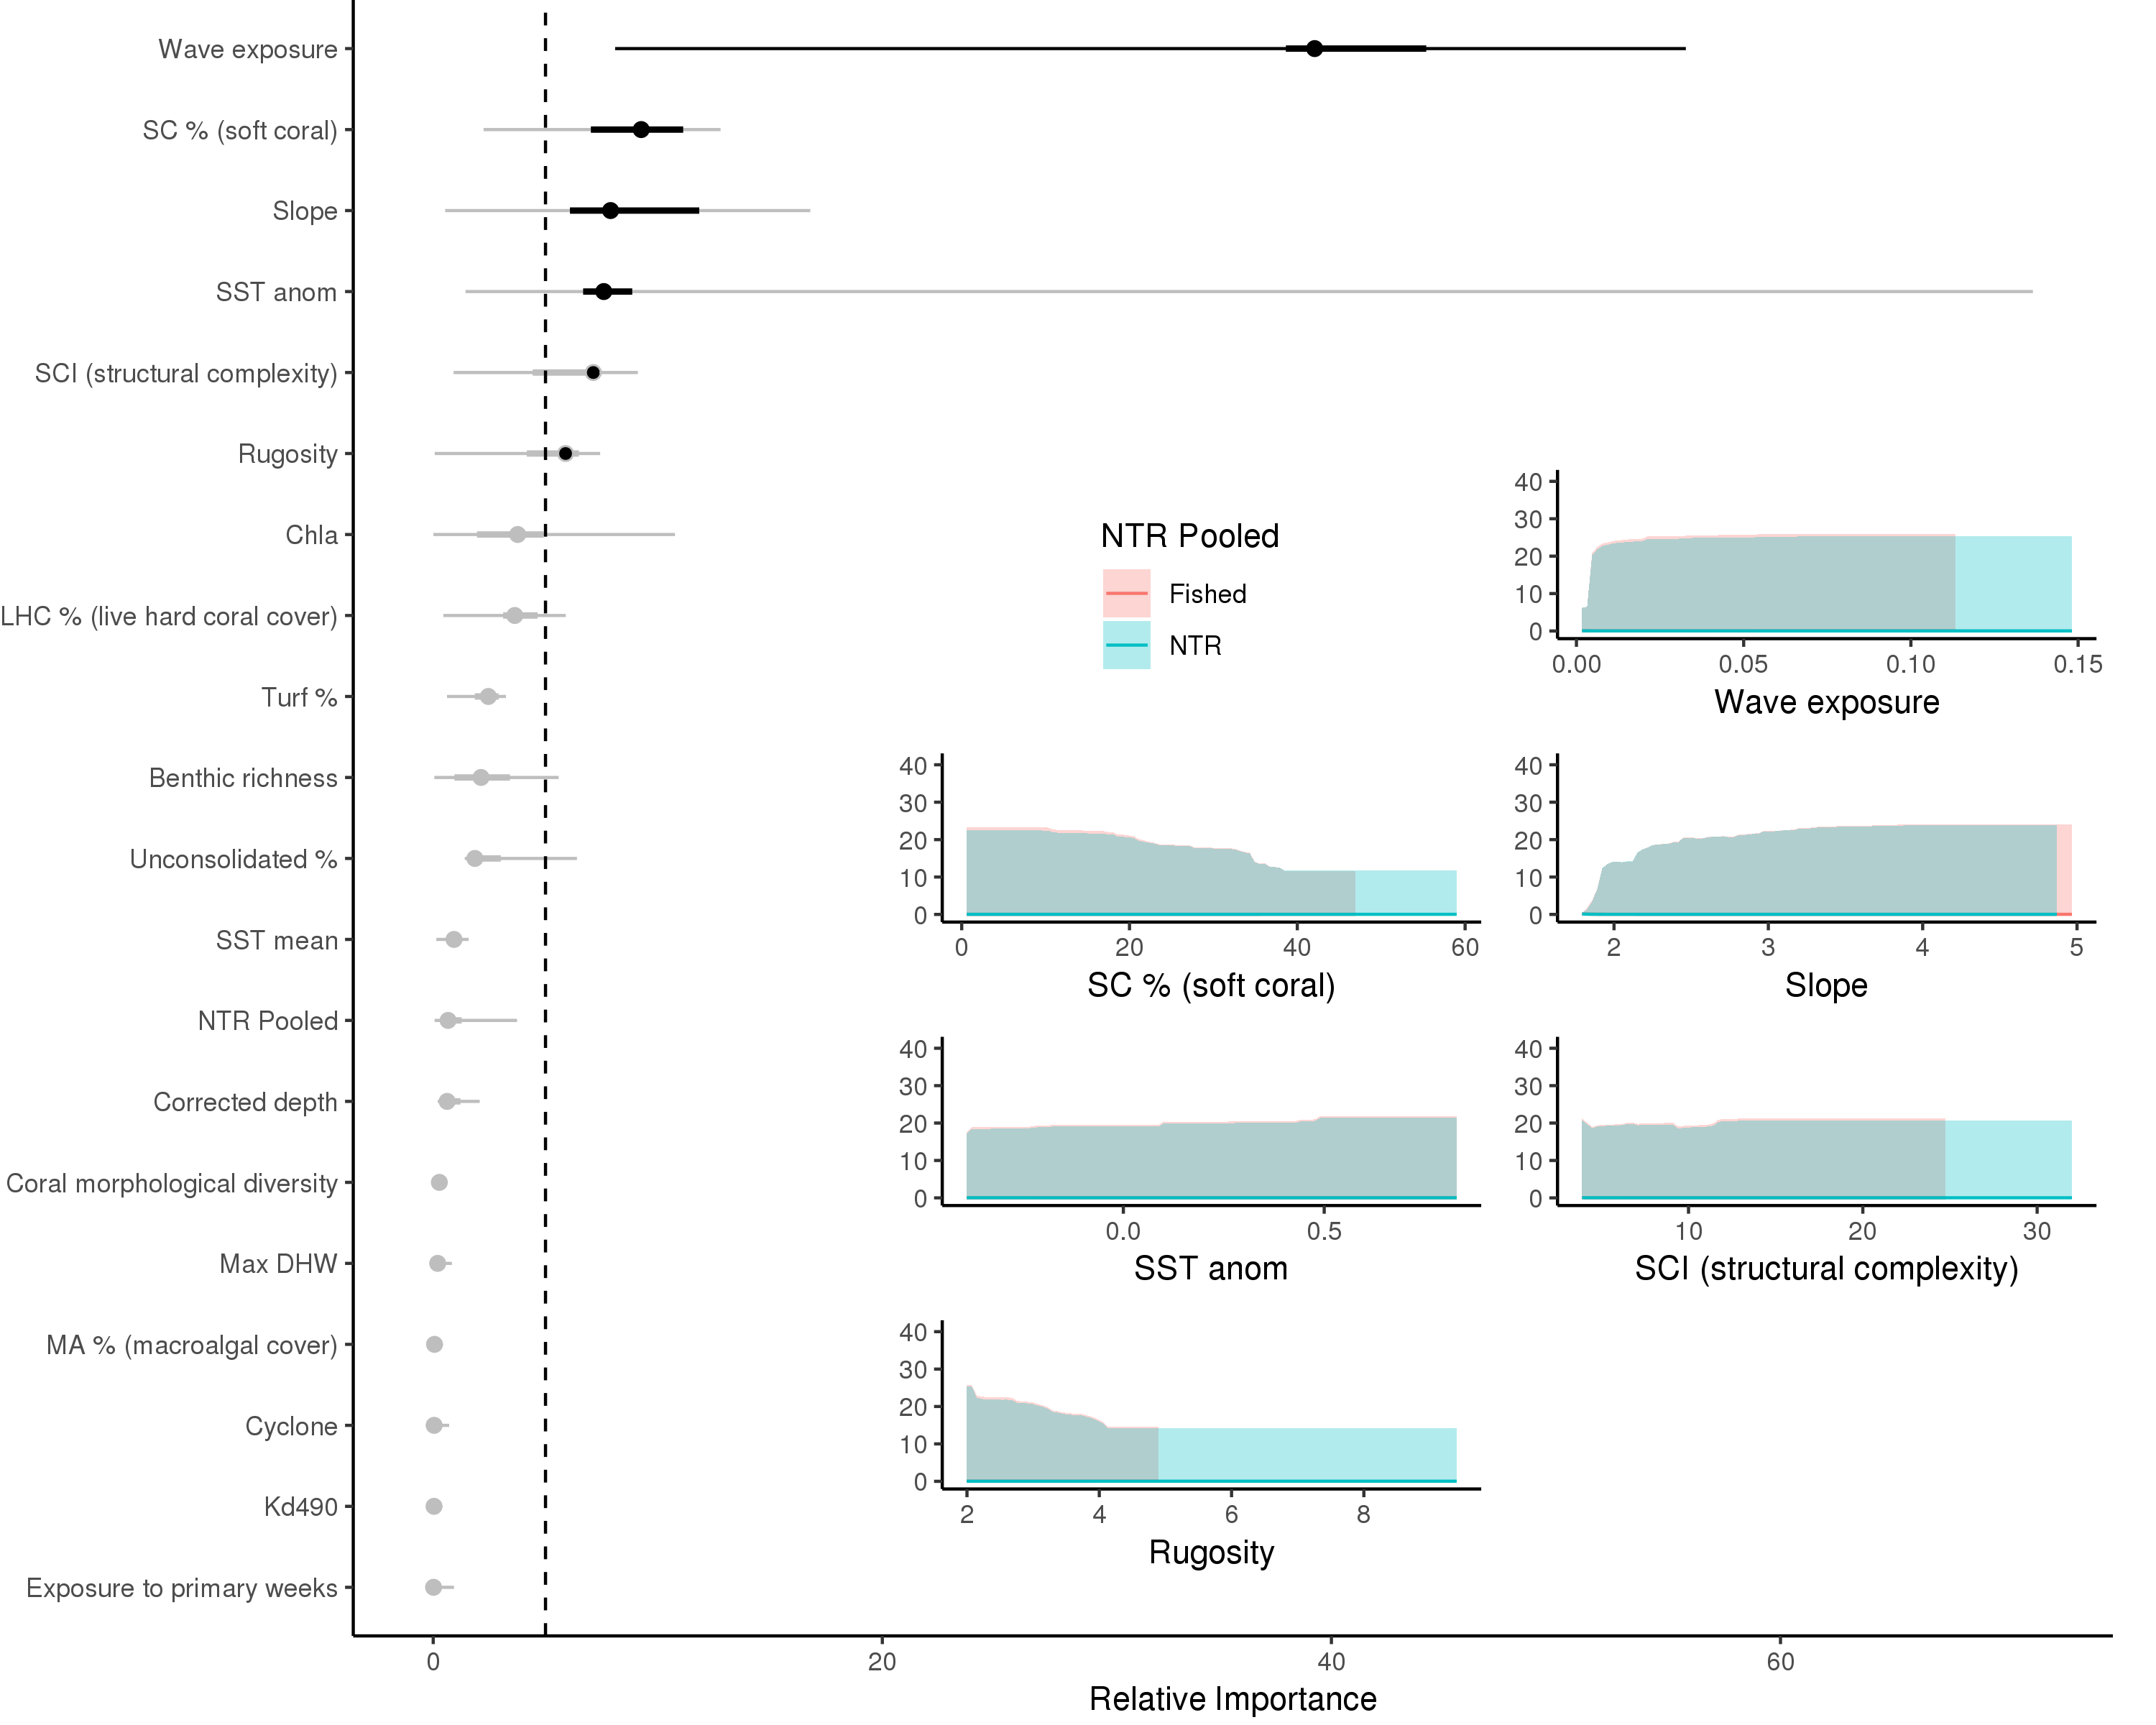 Wave exposure
SC % (soft coral)
Slope
SST anom
SCI (structural complexity)
Rugosity
Chla
LHC % (live hard coral cover)
Turf %
Benthic richness
Unconsolidated %
SST mean
NTR Pooled
Corrected depth
Coral morphological diversity
Max DHW
MA % (macroalgal cover)
Cyclone
Kd490
Exposure to primary weeks
0 20 40 60
Relative Importance
NTR Pooled
Fished
NTR
40
30
20
10
0
0.00 0.05 0.10 0.15
Wave exposure
40
30
20
10
0
0 20 40 60
SC % (soft coral)
40
30
20
10
0
2 3 4 5
Slope
40
30
20
10
0
0.0 0.5
SST anom
40
30
20
10
0
10 20 30
SCI (structural complexity)
40
30
20
10
0
2 4 6 8
Rugosity